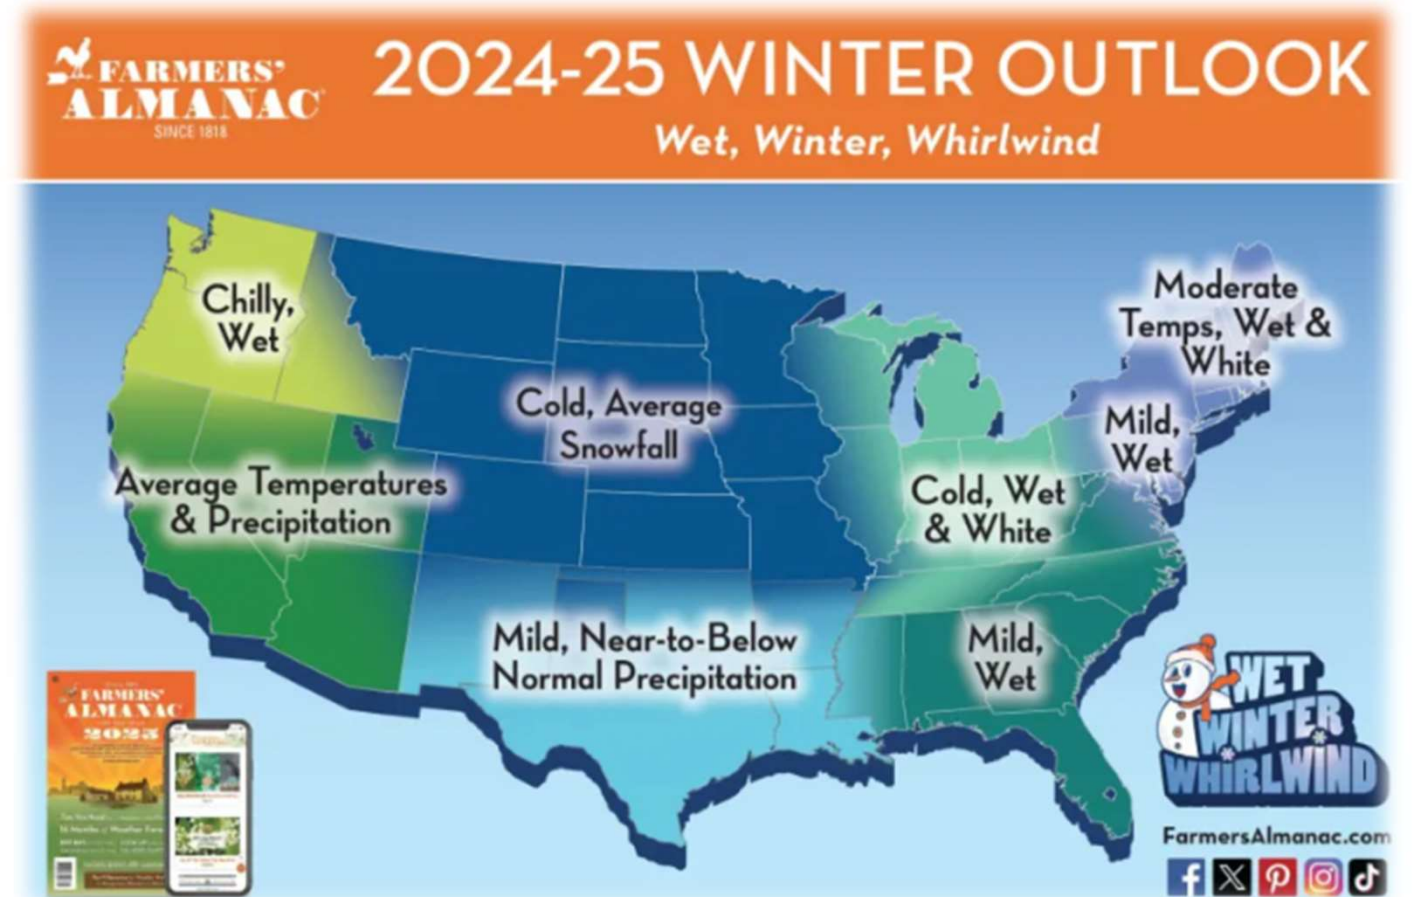 FARMERS'
ALMANAC
SINCE 1818
2024-25 WINTER OUTLOOK
Wet, Winter, Whirlwind
Chilly,
Wet
Cold, Average
Snowfall
Moderate
Temps, Wet &
White
Mild,
Wet
Average Temperatures
& Precipitation
Cold, Wet
& White
Mild, Near-to-Below
Normal Precipitation
Mild,
Wet
FARMERS'
ALMANAC
2025
WET
WINTER
WHIRLWIND
FarmersAlmanac.com